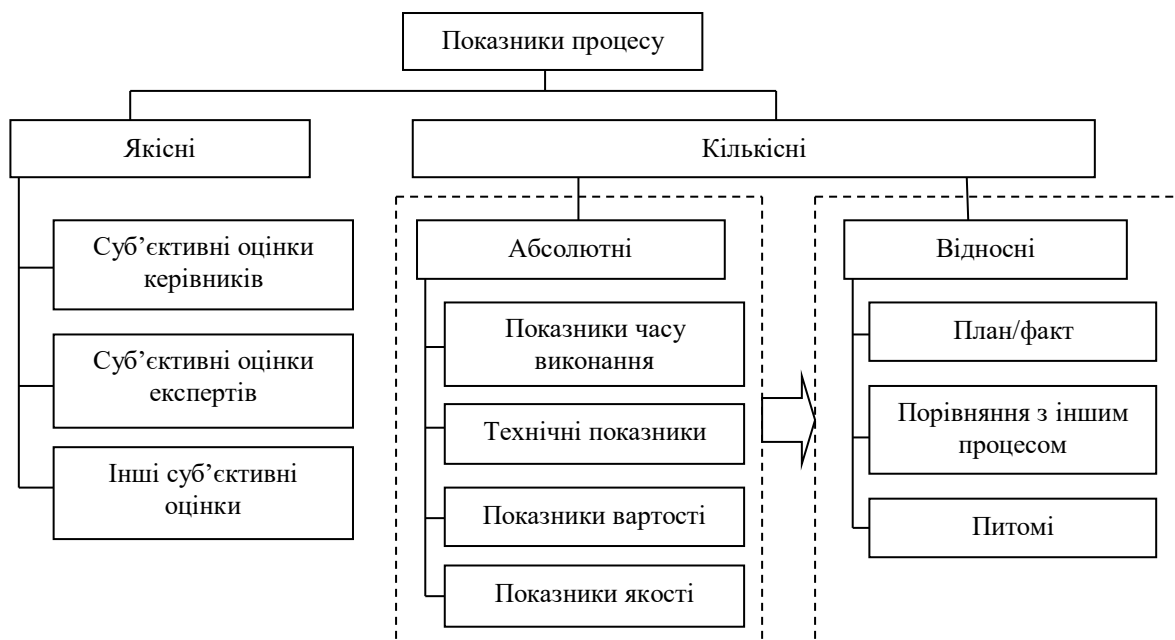 Показники процесу
Якісні
Кількісні
Суб’єктивні оцінки
керівників
Суб’єктивні оцінки
експертів
Інші суб’єктивні
оцінки
Абсолютні
Показники часу
виконання
Технічні показники
Показники вартості
Показники якості
Відносні
План/факт
Порівняння з іншим
процесом
Питомі